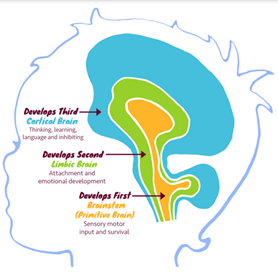 Develops Third
Cortical Brain
Thinking, learning,
language and inhibiting
Develops Second
Limbic Brain
Attachment and
emotional development
Develops First
Brainstem
(Primitive Brain)
Sensory motor
input and survival